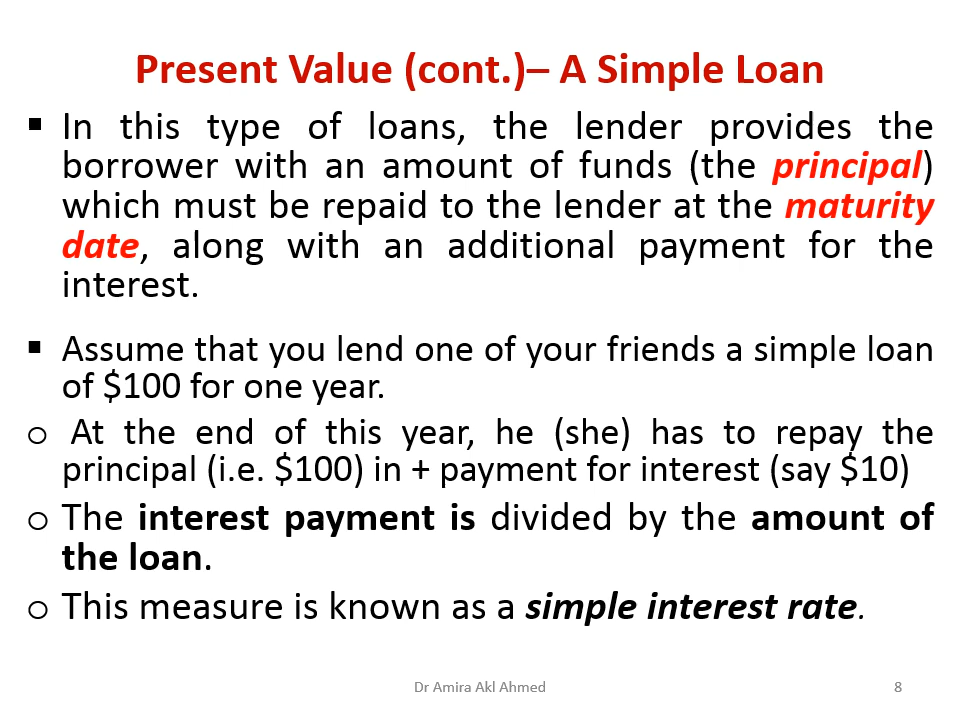 Present Value (cont.)– A Simple Loan
▪ In this type of loans, the lender provides the
borrower with an amount of funds (the principal)
which must be repaid to the lender at the maturity
date, along with an additional payment for the
interest.
▪ Assume that you lend one of your friends a simple loan
of $100 for one year.
o At the end of this year, he (she) has to repay the
principal (i.e. $100) in + payment for interest (say $10)
o The interest payment is divided by the amount of
the loan.
o This measure is known as a simple interest rate.
Dr Amira Akl Ahmed
8